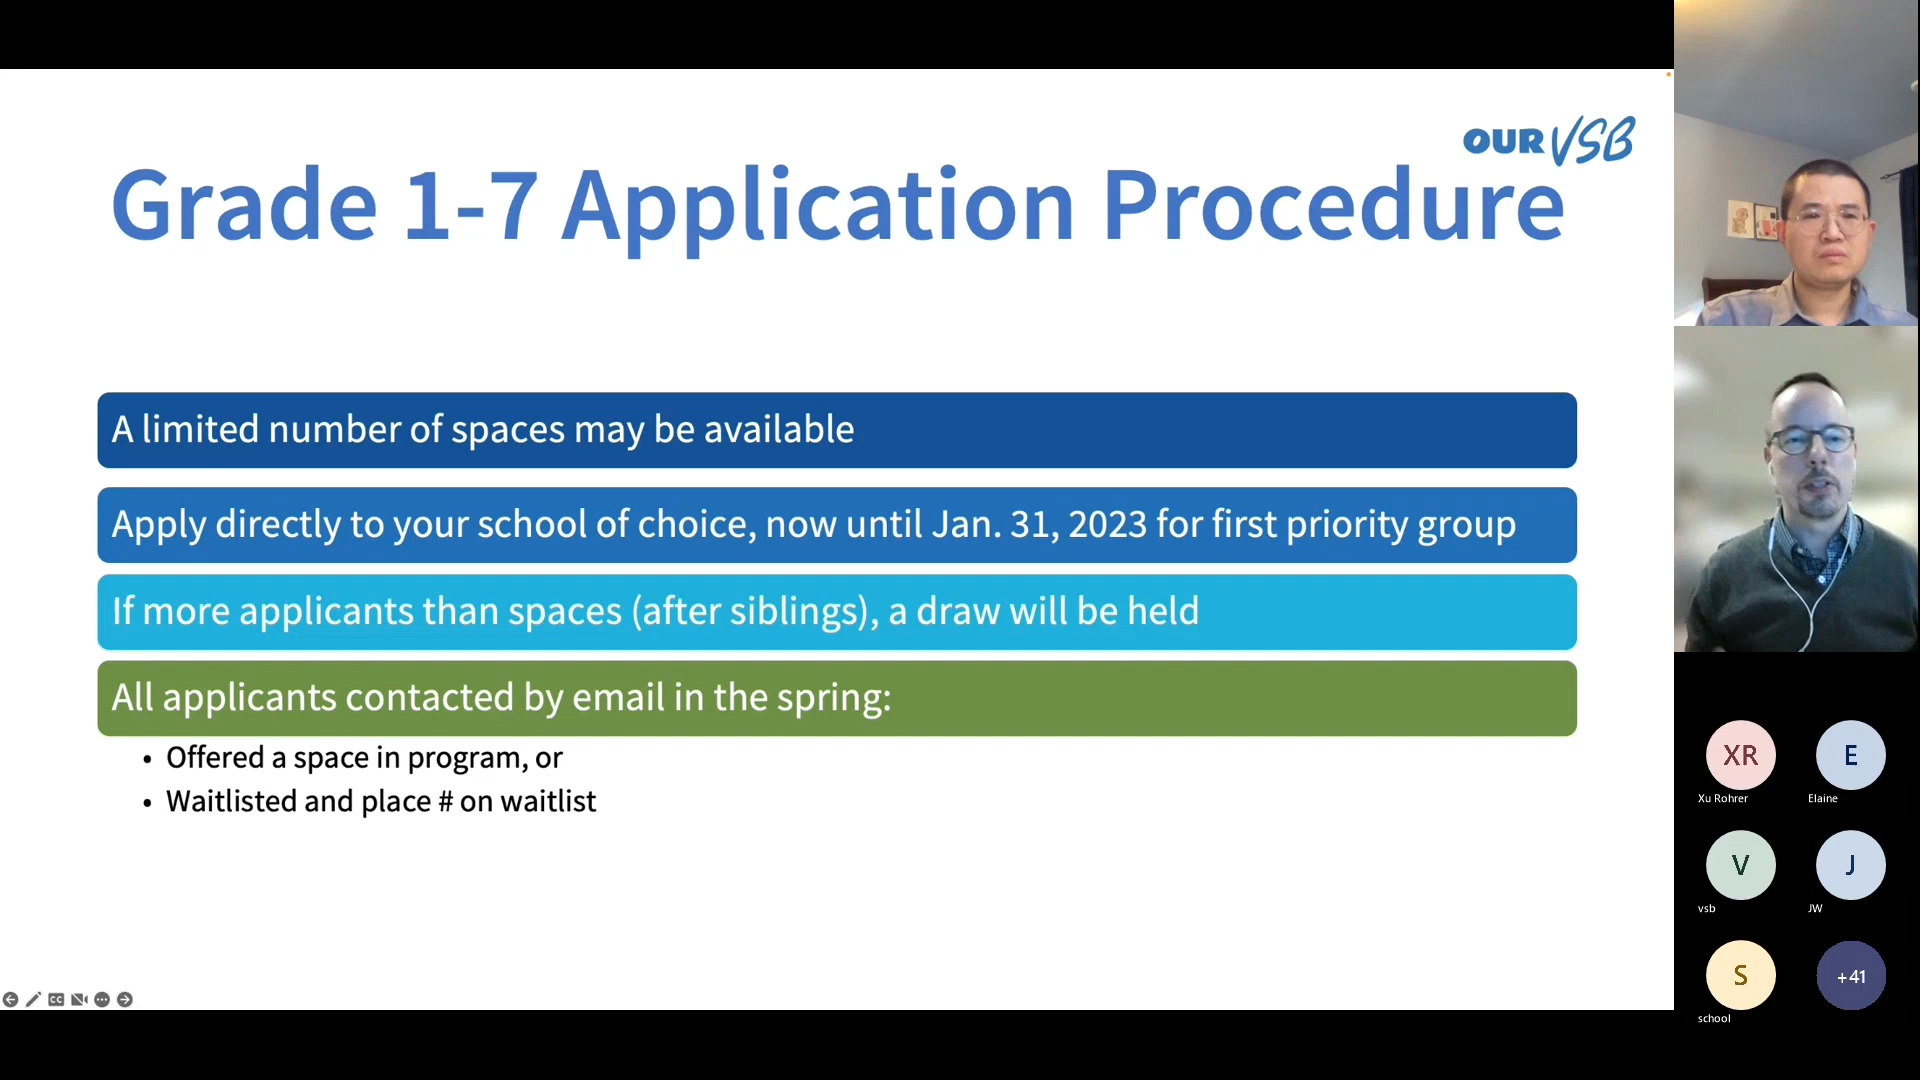 OUR VSB
Grade 1-7 Application Procedure
A limited number of spaces may be available
Apply directly to your school of choice, now until Jan. 31, 2023 for first priority group
If more applicants than spaces (after siblings), a draw will be held
All applicants contacted by email in the spring:
• Offered a space in program, or
• Waitlisted and place # on waitlist
CC
XR
Xu Rohrer
E
Elaine
V
vsb
J
JW
S
school
+41